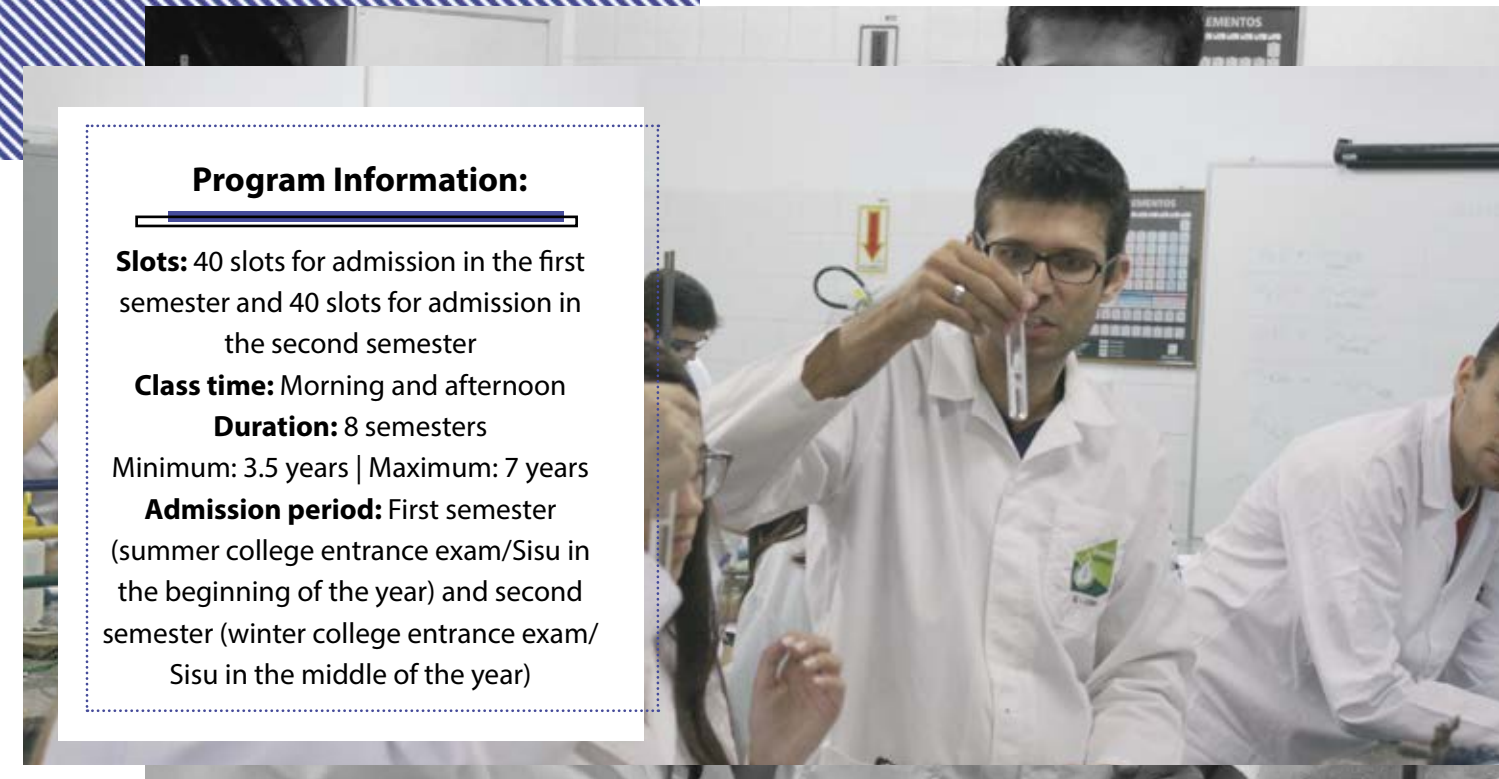 EMENTOS
Program Information:
Slots: 40 slots for admission in the first
semester and 40 slots for admission in
the second semester
Class time: Morning and afternoon
Duration: 8 semesters
Minimum: 3.5 years | Maximum: 7 years
Admission period: First semester
(summer college entrance exam/Sisu in
the beginning of the year) and second
semester (winter college entrance exam/
Sisu in the middle of the year)
EMENTOS